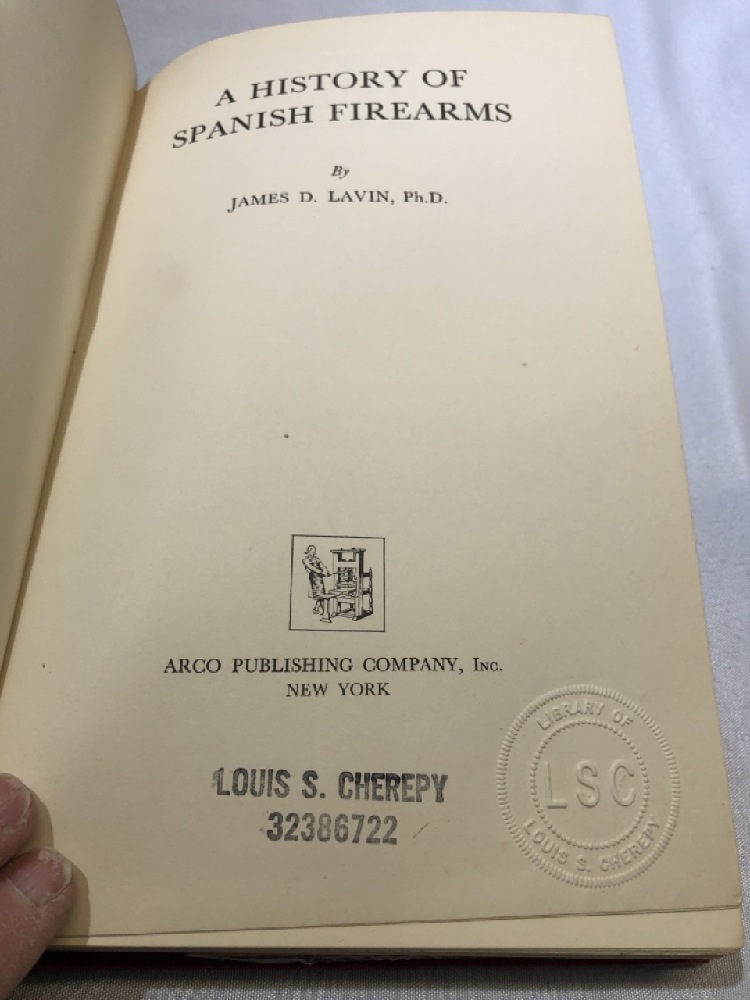 A HISTORY OF
SPANISH FIREARMS
By
JAMES D. LAVIN, Ph.D.
ARCO PUBLISHING COMPANY, Inc.
NEW YORK
LOUIS S. CHEREPY
32386722
LIBRARY OF
LSC
LOUIS S. CHEREPY